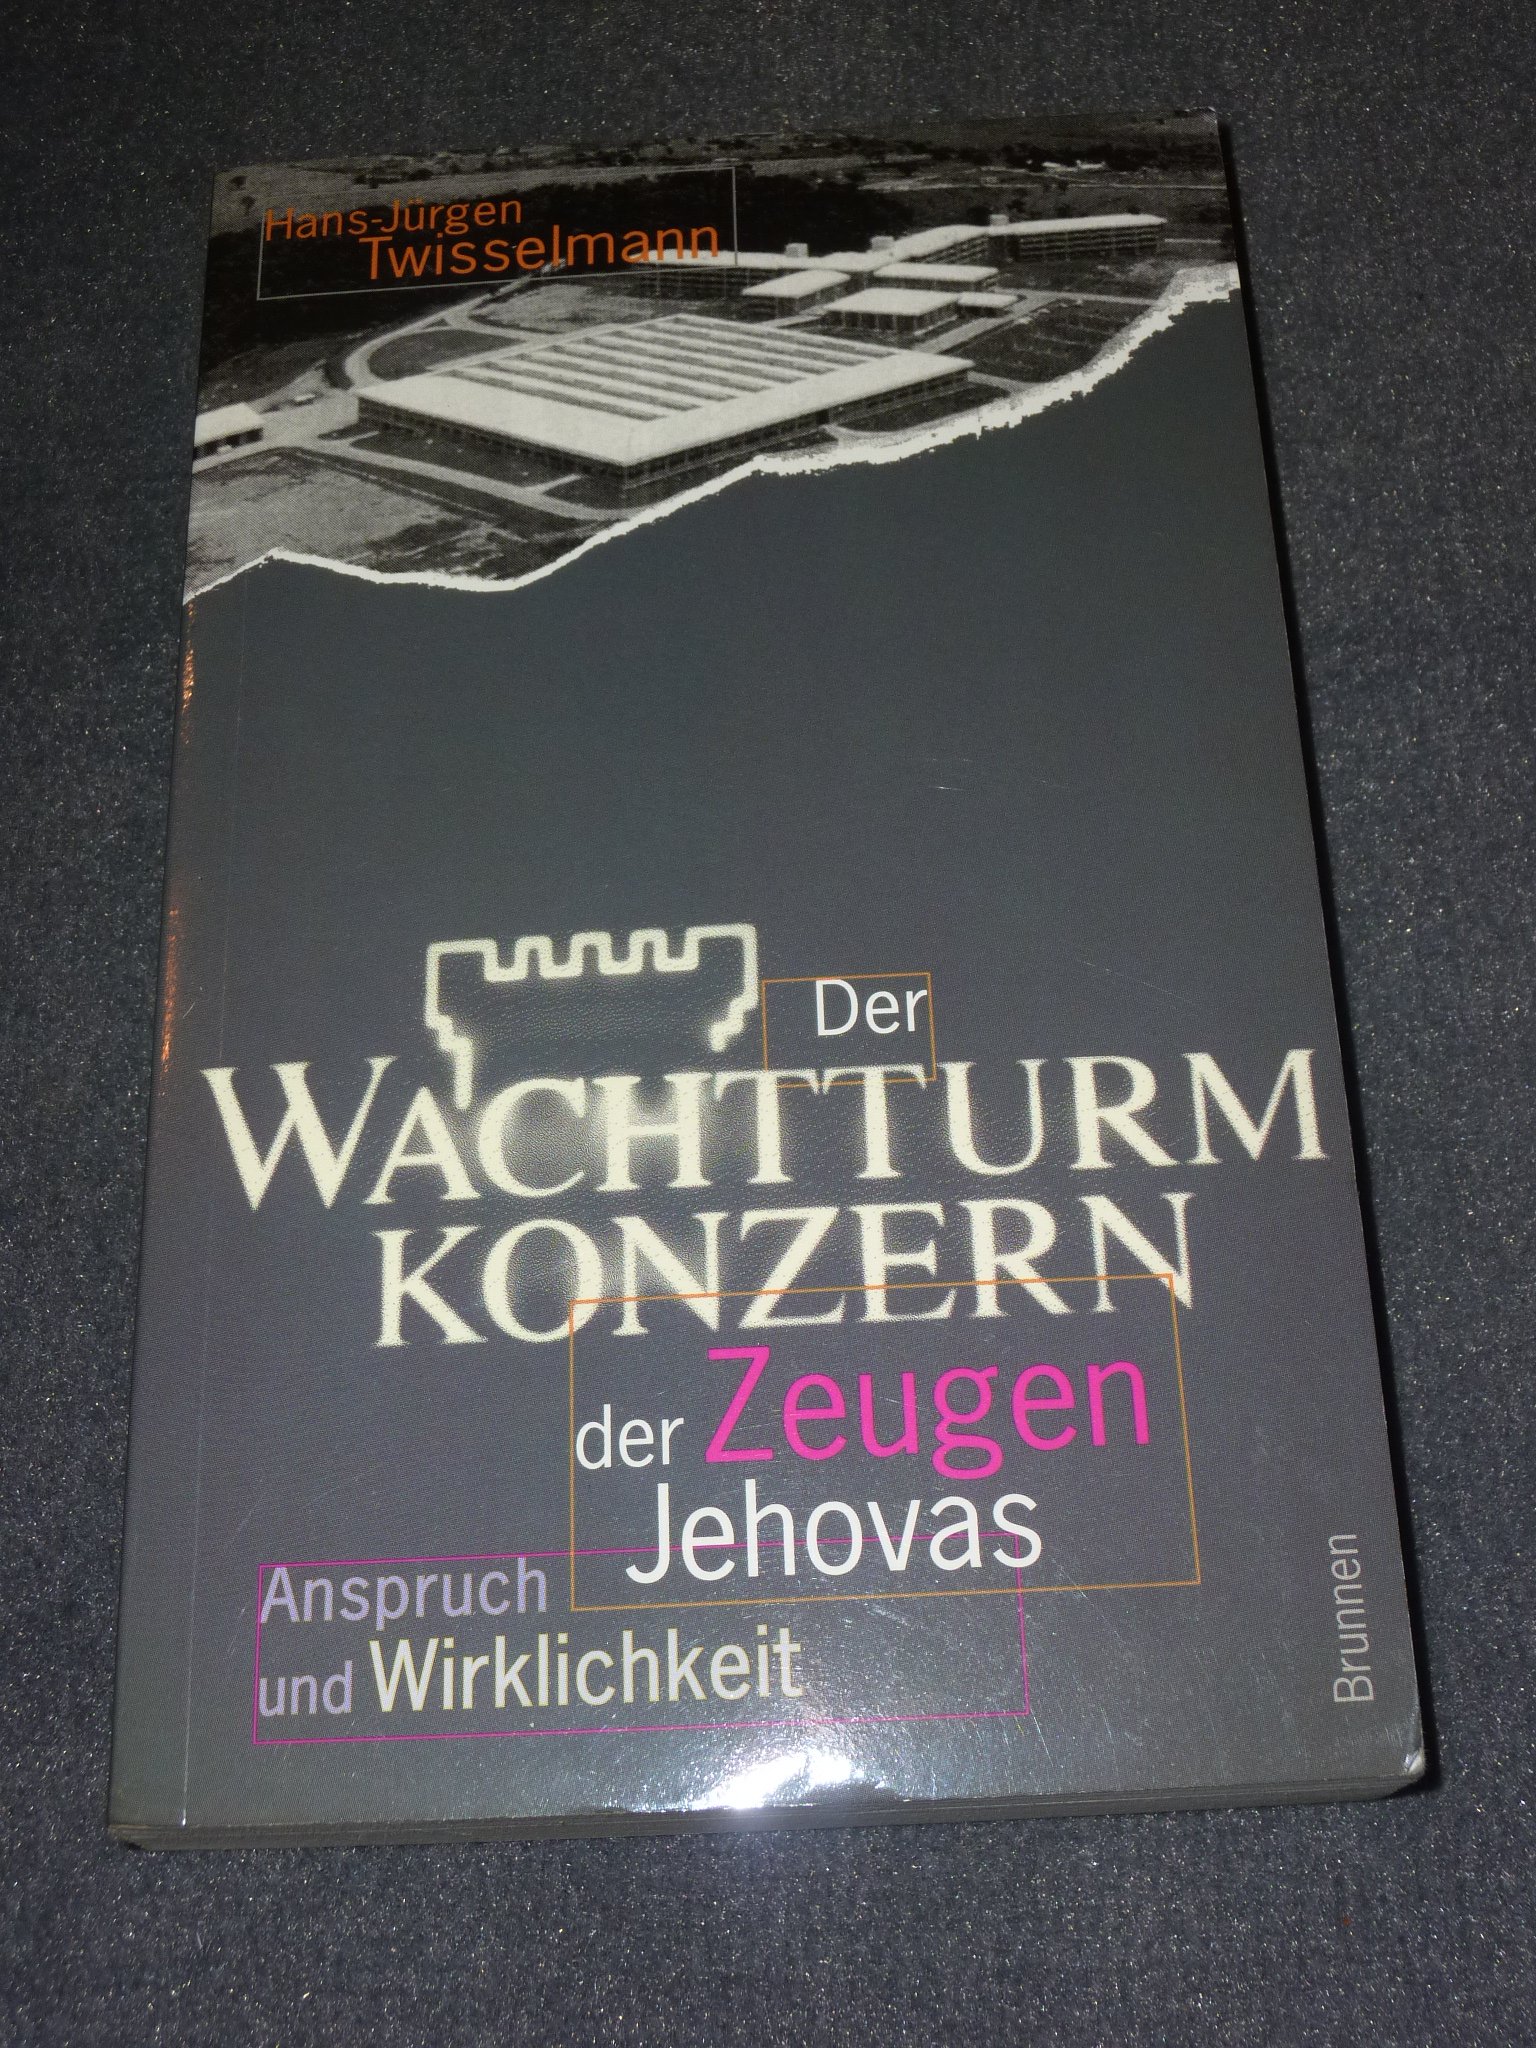 Hans-Jürgen
Twisselmann
Der
WACHTTURM
KONZERN
der Zeugen
Jehovas
Anspruch
und Wirklichkeit
Brunnen